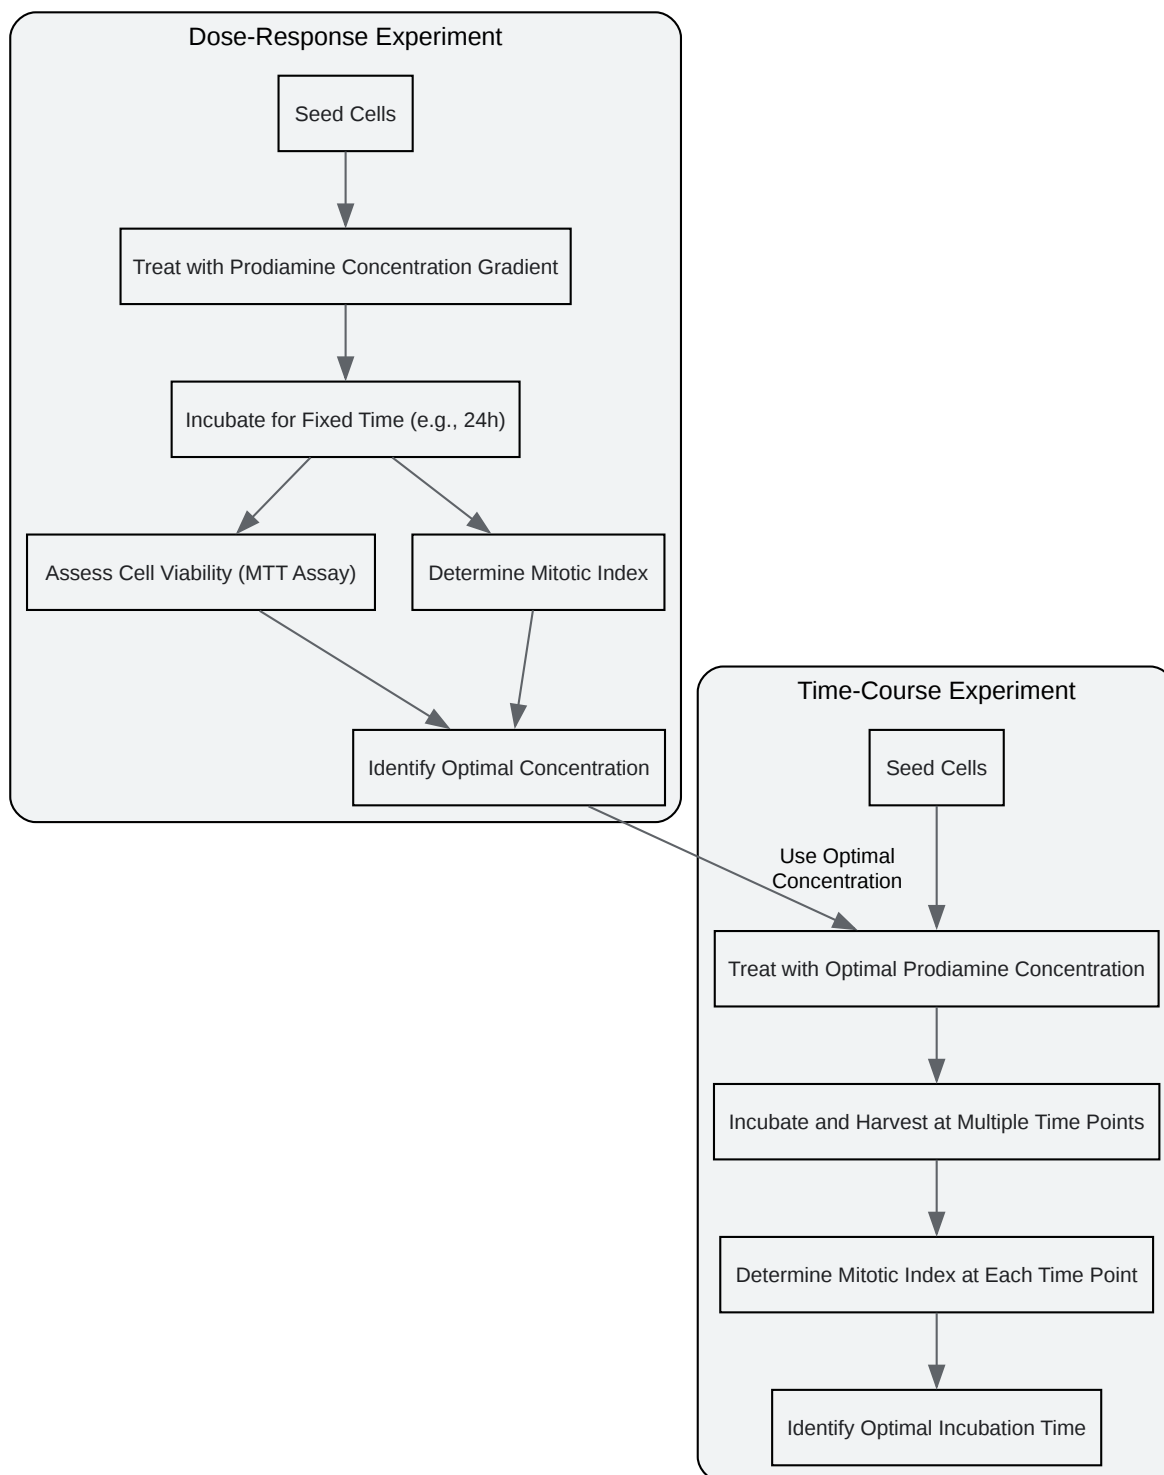 Dose-Response Experiment
Seed Cells
Treat with Prodiamine Concentration Gradient
Incubate for Fixed Time (e.g., 24h)
Assess Cell Viability (MTT Assay)
Determine Mitotic Index
Identify Optimal Concentration
Time-Course Experiment
Seed Cells
Use Optimal
Concentration
Treat with Optimal Prodiamine Concentration
Incubate and Harvest at Multiple Time Points
Determine Mitotic Index at Each Time Point
Identify Optimal Incubation Time